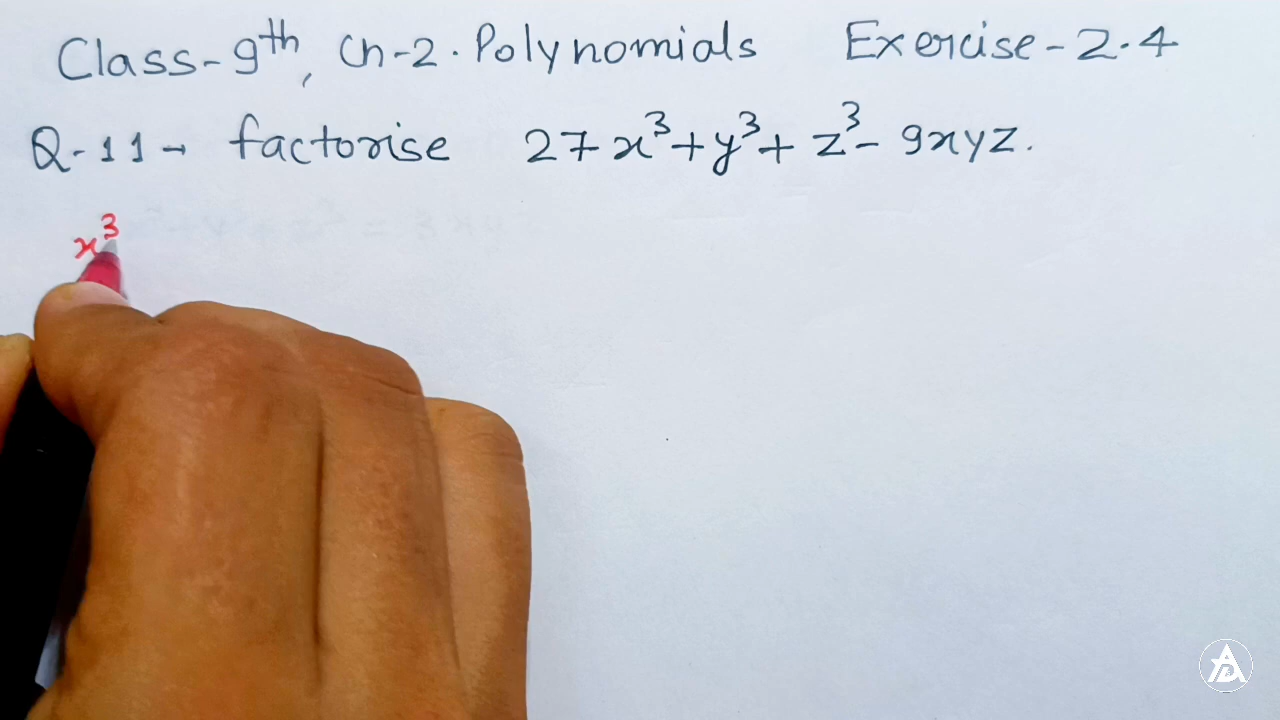 Class-9th, Ch-2. Polynomials Exercise-2.4
Q-11→ factorise 27x³+y³+z³-9xyz.
x³